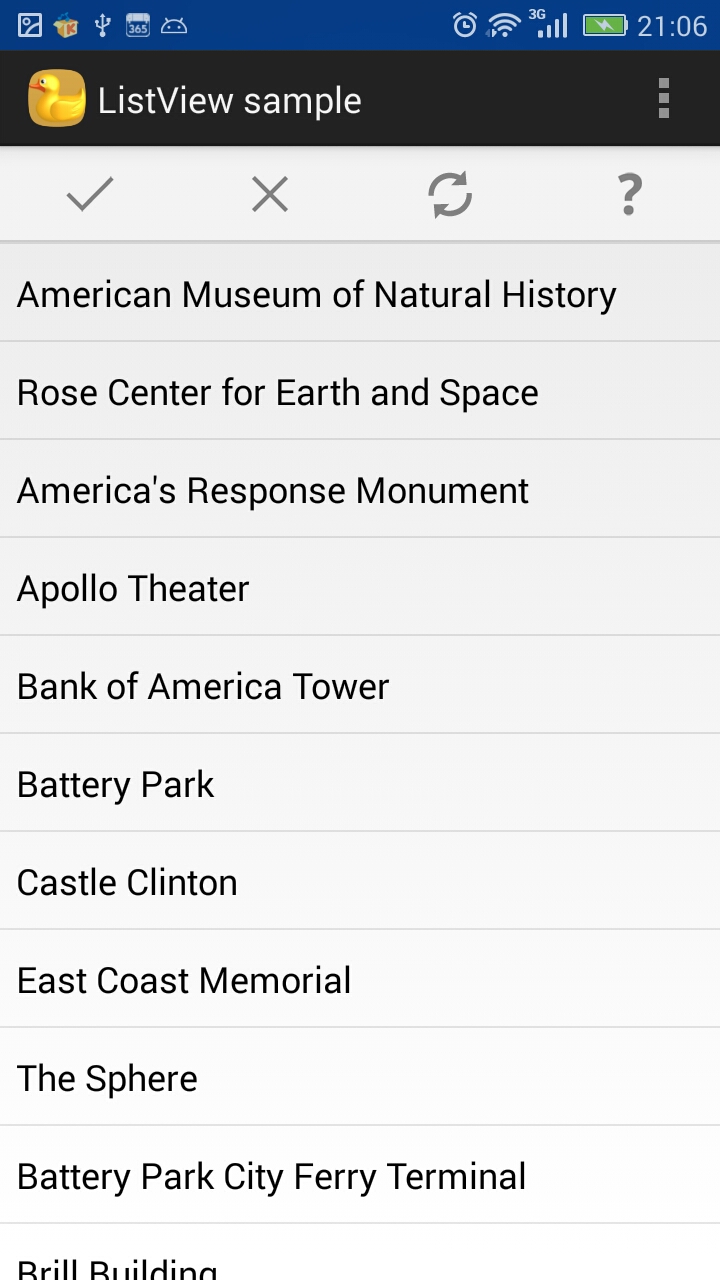 365 3G 21:06
ListView sample
?
American Museum of Natural History
Rose Center for Earth and Space
America's Response Monument
Apollo Theater
Bank of America Tower
Battery Park
Castle Clinton
East Coast Memorial
The Sphere
Battery Park City Ferry Terminal
Brill Building